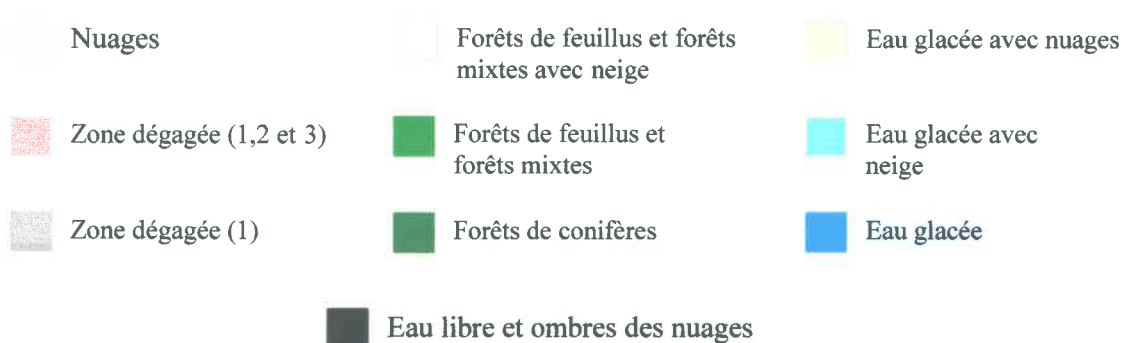 Nuages
Zone dégagée (1,2 et 3)
Zone dégagée (1)
Forêts de feuillus et forêts
mixtes avec neige
Forêts de feuillus et
forêts mixtes
Forêts de conifères
Eau glacée avec nuages
Eau glacée avec
neige
Eau glacée
Eau libre et ombres des nuages